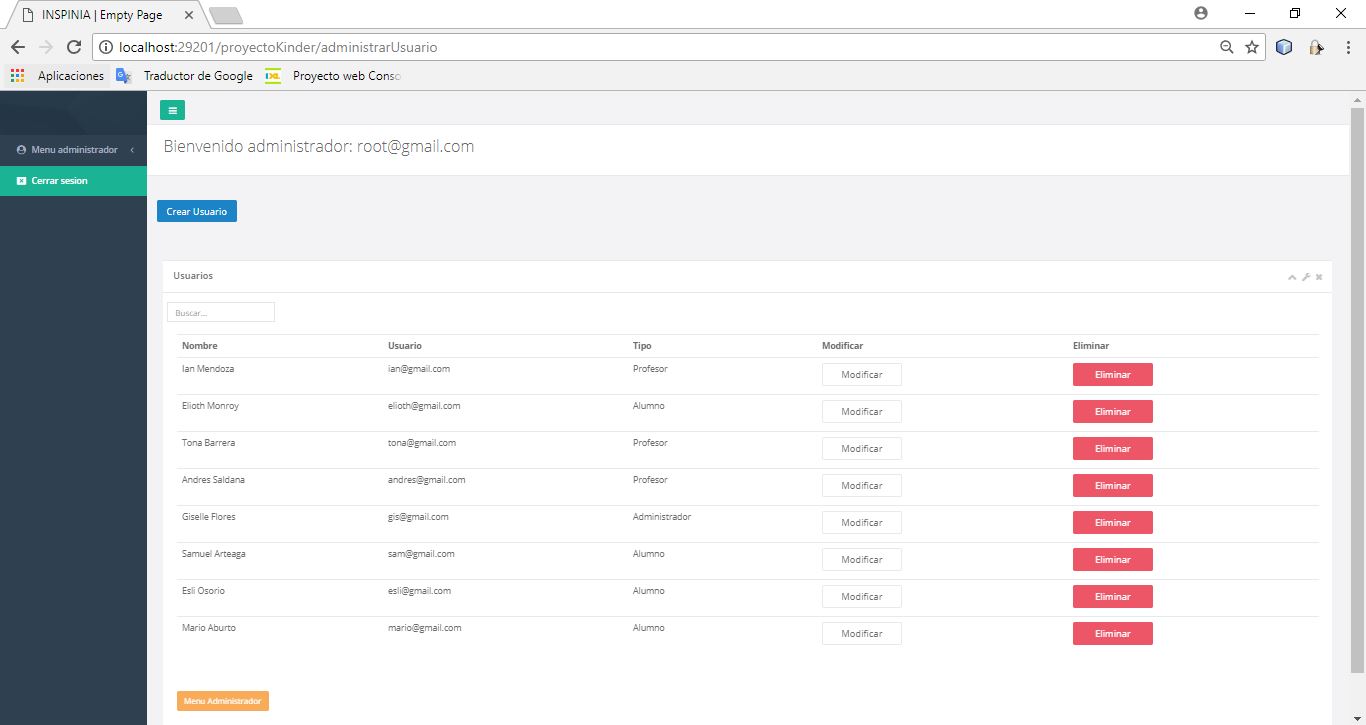 INSPINIA | Empty Page
localhost:29201/proyectoKinder/administrarUsuario
Aplicaciones Traductor de Google Proyecto web Conso
Menu administrador
Cerrar sesion
Bienvenido administrador: root@gmail.com
Crear Usuario
Usuarios
Buscar...
Nombre Usuario Tipo Modificar Eliminar
Ian Mendoza ian@gmail.com Profesor Modificar Eliminar
Elioth Monroy elioth@gmail.com Alumno Modificar Eliminar
Tona Barrera tona@gmail.com Profesor Modificar Eliminar
Andres Saldana andres@gmail.com Profesor Modificar Eliminar
Giselle Flores gis@gmail.com Administrador Modificar Eliminar
Samuel Arteaga sam@gmail.com Alumno Modificar Eliminar
Esli Osorio esli@gmail.com Alumno Modificar Eliminar
Mario Aburto mario@gmail.com Alumno Modificar Eliminar
Menu Administrador